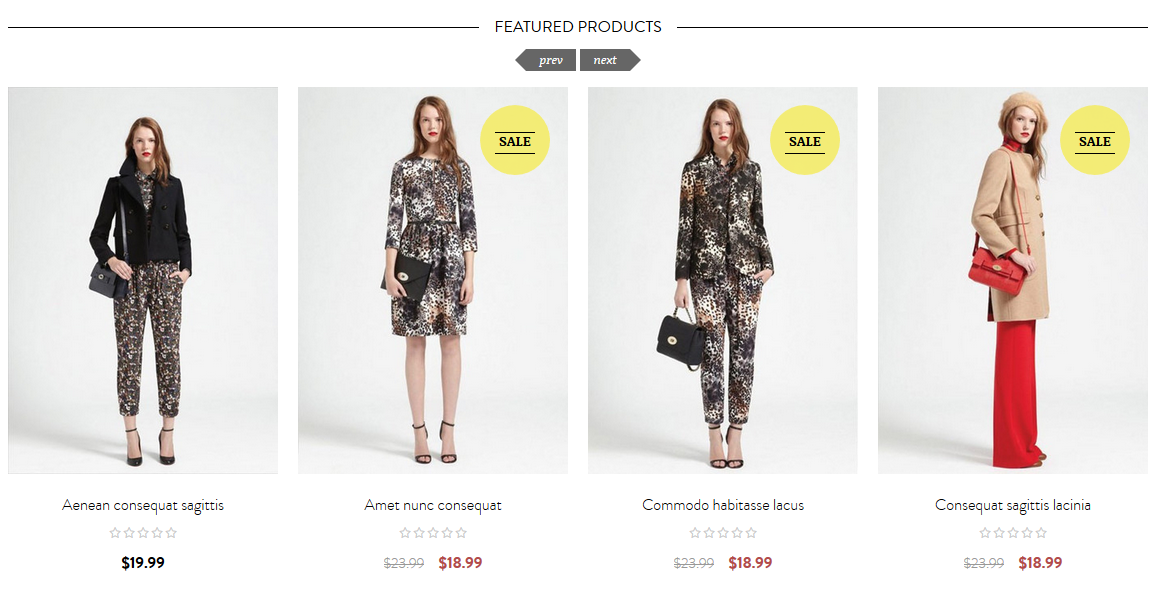 FEATURED PRODUCTS
prev next
SALE
SALE
SALE
Aenean consequat sagittis
Amet nunc consequat
Commodo habitasse lacus
Consequat sagittis lacinia
$19.99
$23.99 $18.99
$23.99 $18.99
$23.99 $18.99